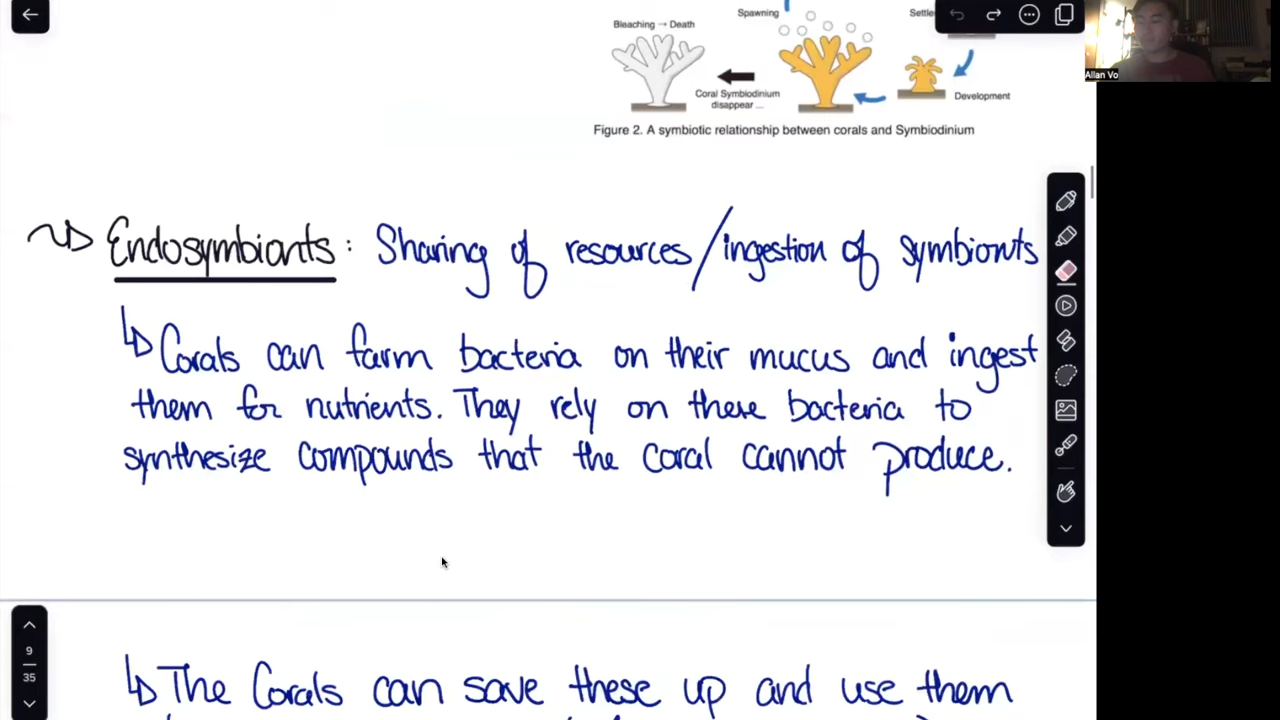 Spawning
Settle
Bleaching → Death
Coral Symbiodinium
disappear ...
Development
Figure 2. A symbiotic relationship between corals and Symbiodinium
Allan Vo
Endosymbionts : Sharing of resources/ingestion of symbionts
Corals can farm bacteria on their mucus and ingest
them for nutrients. They rely on these bacteria to
synthesize compounds that the coral cannot produce.
9
35
The Corals can save these up and use them